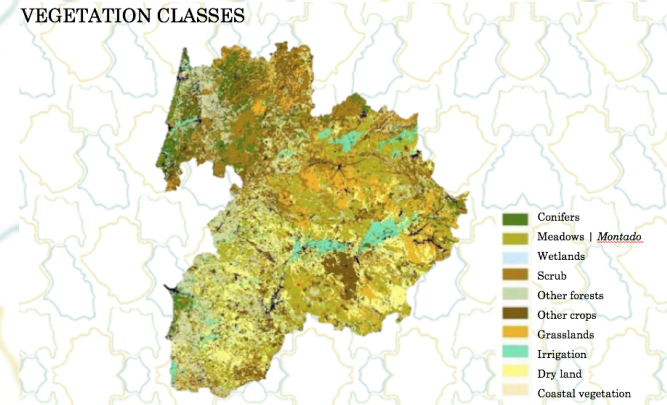 VEGETATION CLASSES
Conifers
Meadows | Montado
Wetlands
Scrub
Other forests
Other crops
Grasslands
Irrigation
Dry land
Coastal vegetation